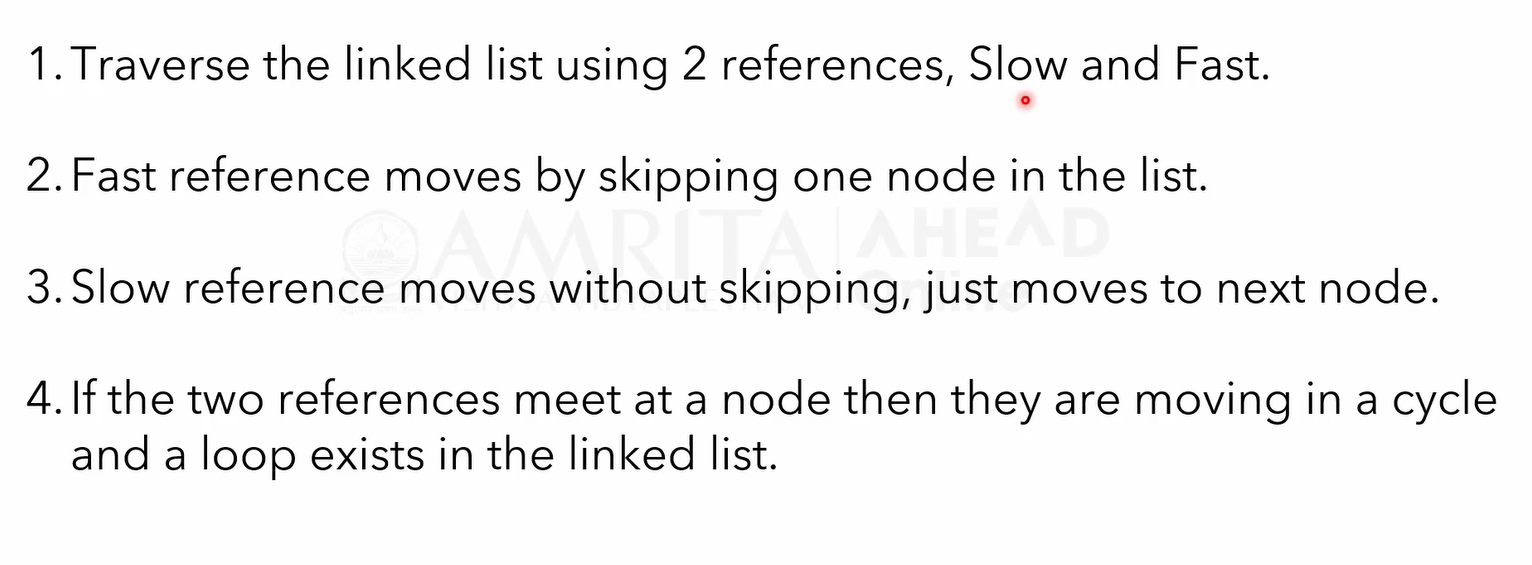 1. Traverse the linked list using 2 references, Slow and Fast.
2. Fast reference moves by skipping one node in the list.
AMRITA AHEAD
3. Slow reference moves without skipping, just moves to next node.
Online
4. If the two references meet at a node then they are moving in a cycle
and a loop exists in the linked list.